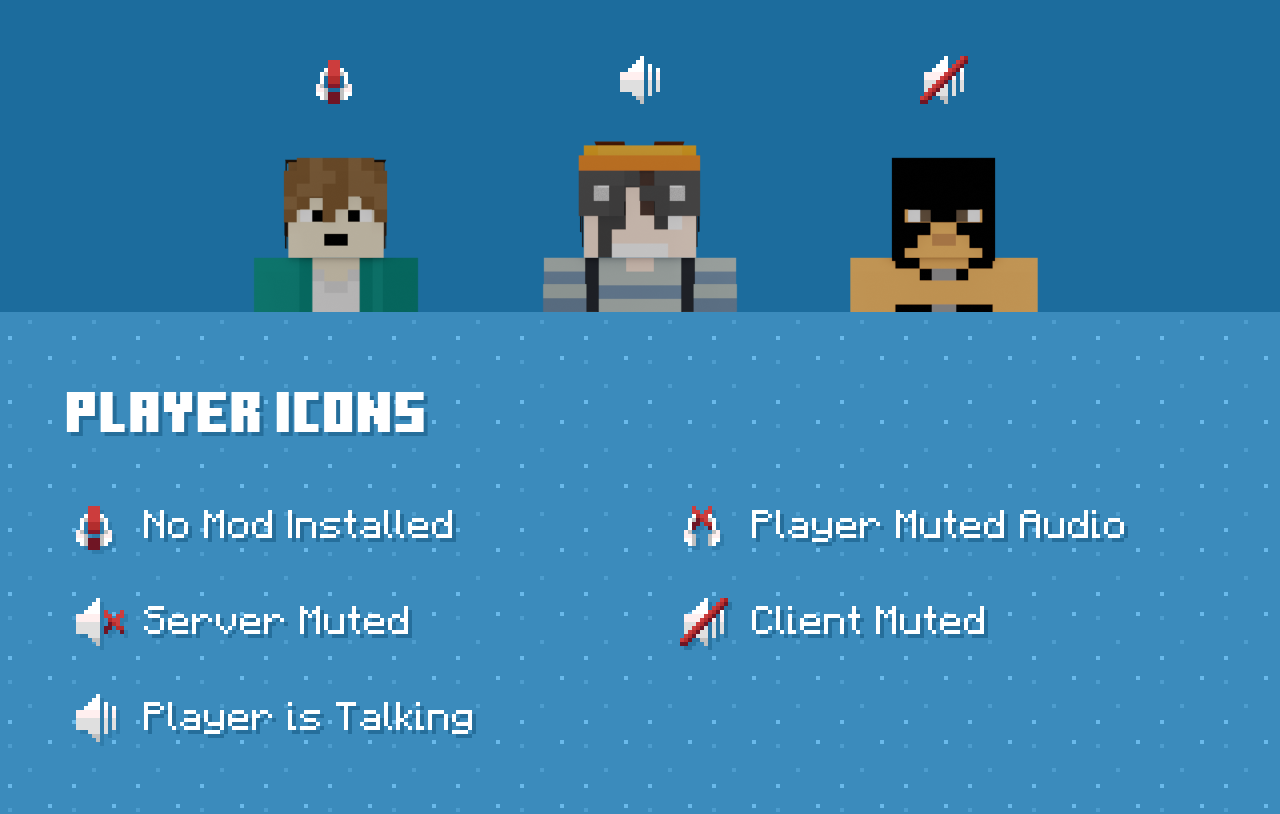 PLAYER ICONS
No Mod Installed
Player Muted Audio
Server Muted
Client Muted
Player is Talking